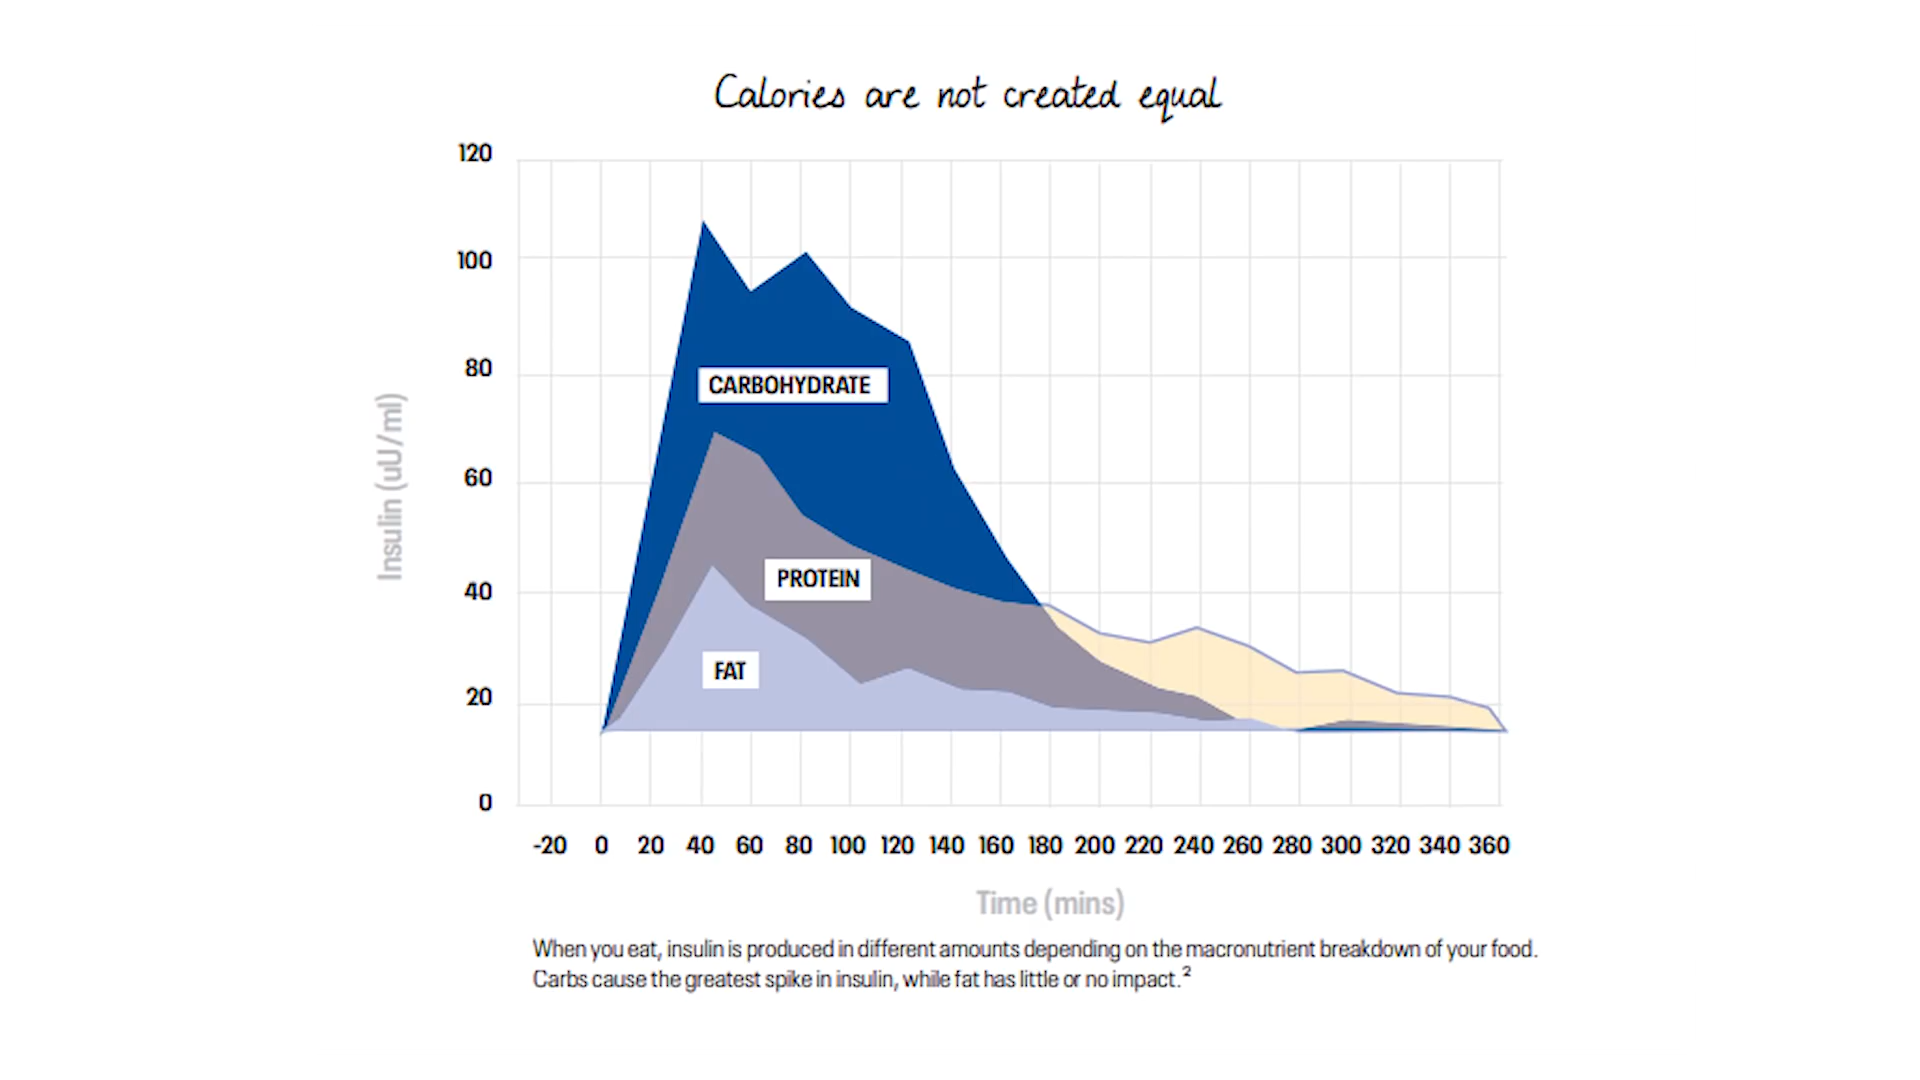 Calories are not created equal
120
100
80
60
40
20
0
Insulin (uU/ml)
CARBOHYDRATE
PROTEIN
FAT
-20 0 20 40 60 80 100 120 140 160 180 200 220 240 260 280 300 320 340 360
Time (mins)
When you eat, insulin is produced in different amounts depending on the macronutrient breakdown of your food.
Carbs cause the greatest spike in insulin, while fat has little or no impact.²